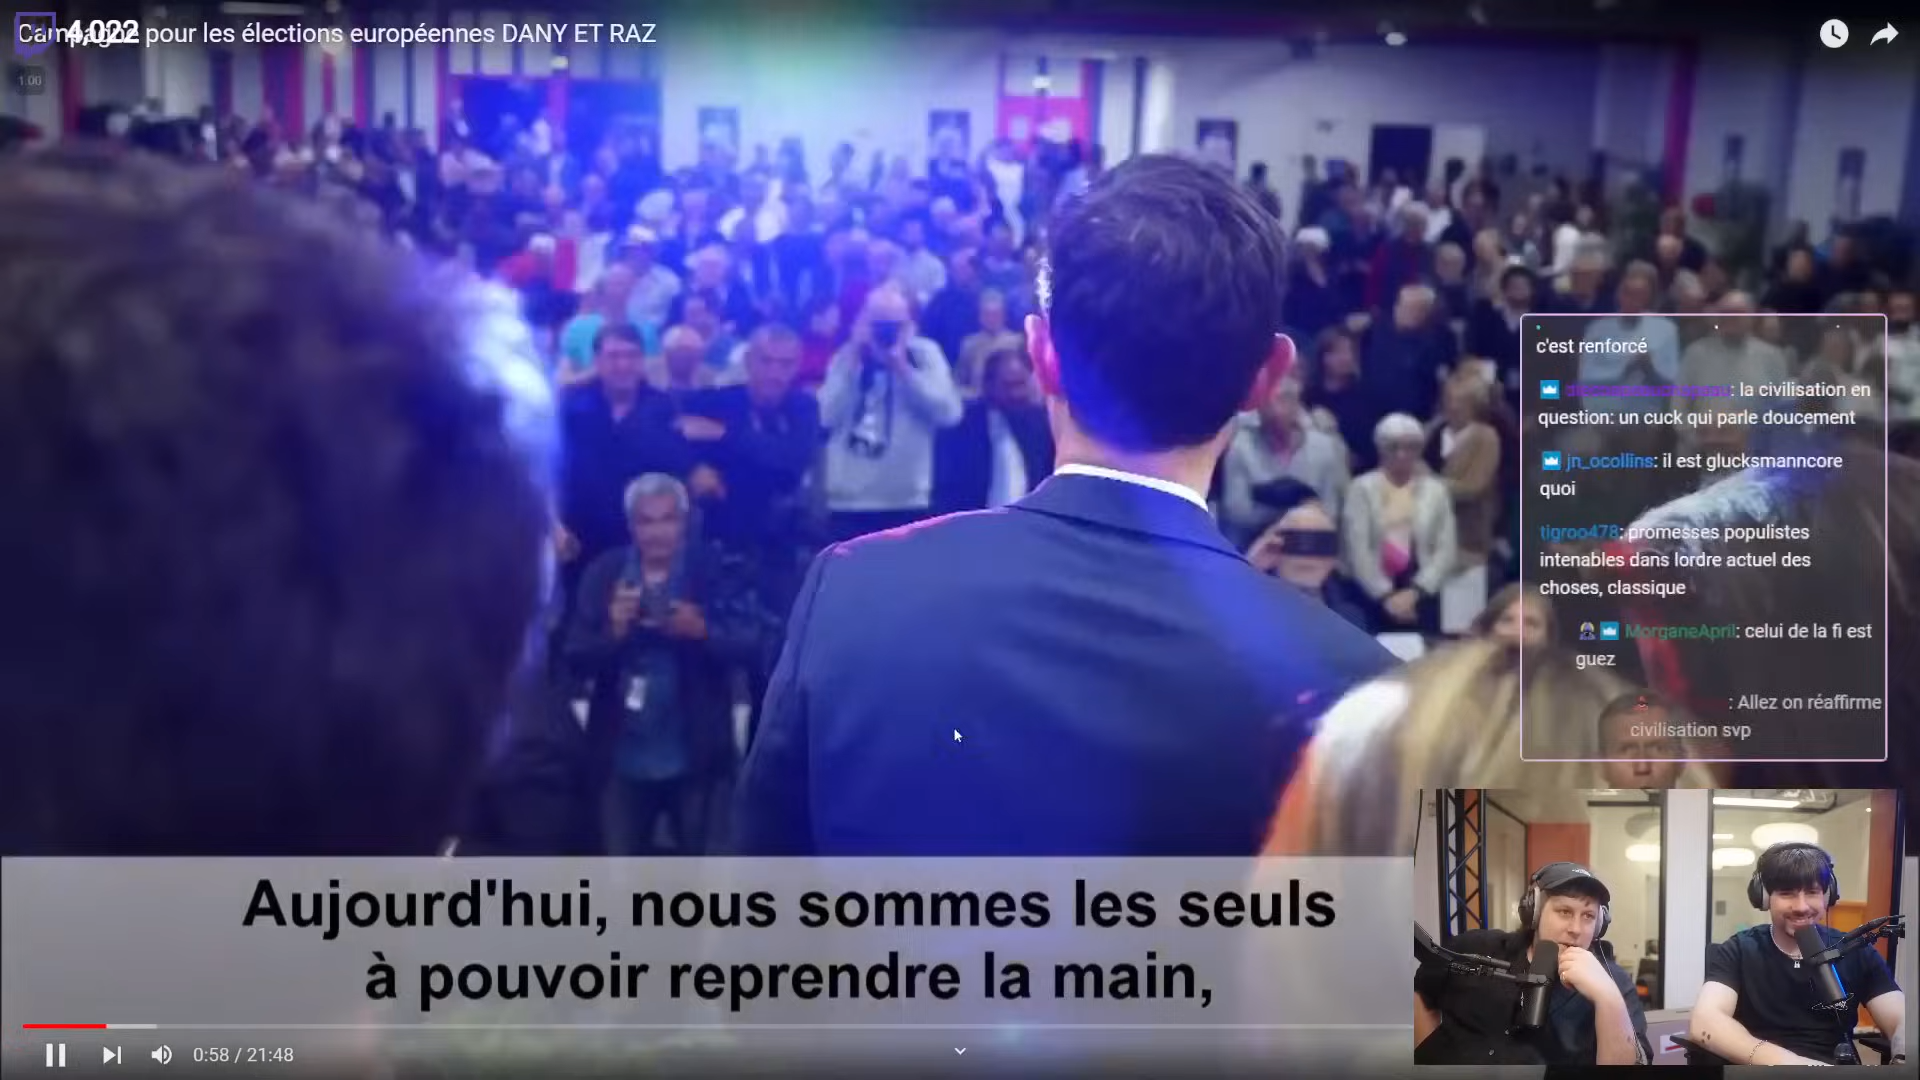 Campagne pour les élections européennes DANY ET RAZ
4,022
1.00
c'est renforcé
: la civilisation en
question: un cuck qui parle doucement
jn_ocollins: il est glucksmanncore
quoi
tigroo478: promesses populistes
intenables dans lordre actuel des
choses, classique
MorganeApril: celui de la fi est
guez
: Allez on réaffirme
civilisation svp
Aujourd'hui, nous sommes les seuls
à pouvoir reprendre la main,
0:58 / 21:48